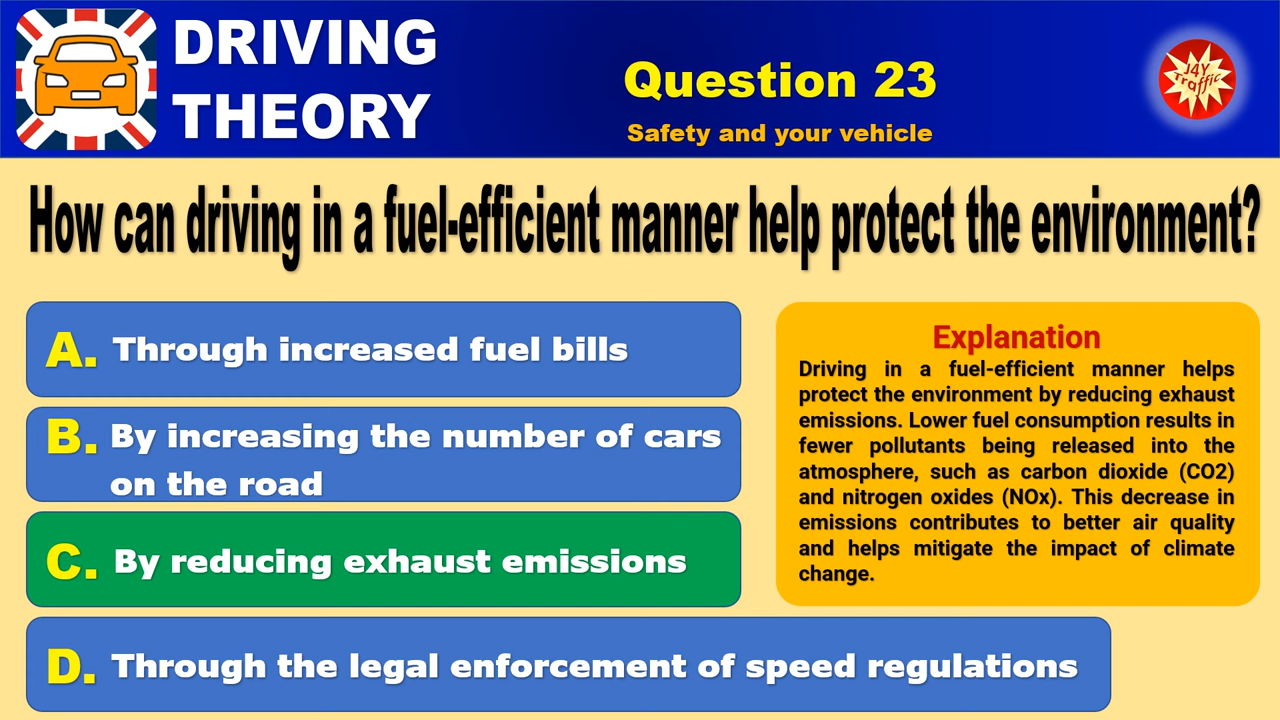 DRIVING
THEORY
Question 23
Safety and your vehicle
J4Y
Traffic
How can driving in a fuel-efficient manner help protect the environment?
A. Through increased fuel bills
B. By increasing the number of cars
on the road
C. By reducing exhaust emissions
D. Through the legal enforcement of speed regulations
Explanation
Driving in a fuel-efficient manner helps
protect the environment by reducing exhaust
emissions. Lower fuel consumption results in
fewer pollutants being released into the
atmosphere, such as carbon dioxide (CO2)
and nitrogen oxides (NOx). This decrease in
emissions contributes to better air quality
and helps mitigate the impact of climate
change.